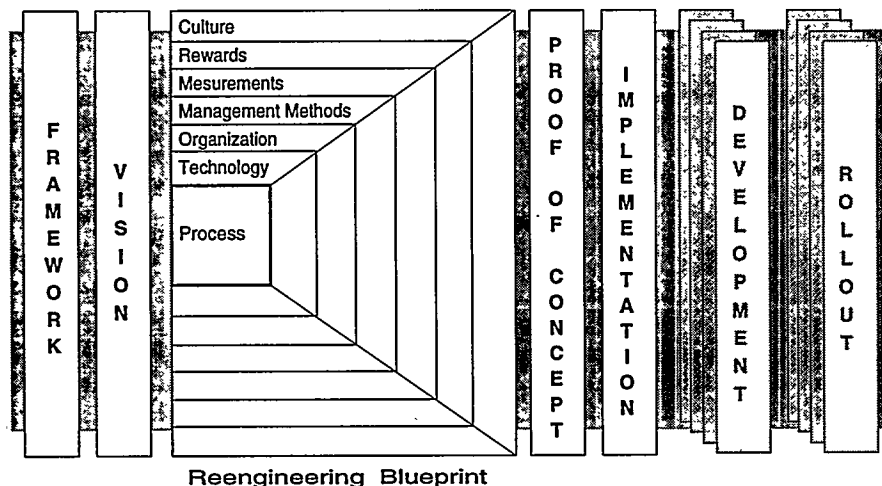 FRAMEWORK
VISION
Culture
Rewards
Mesurements
Management Methods
Organization
Technology
Process
PROOF OF CONCEPT
IMPLEMENTATION
DEVELOPMENT
ROLLOUT
Reengineering Blueprint